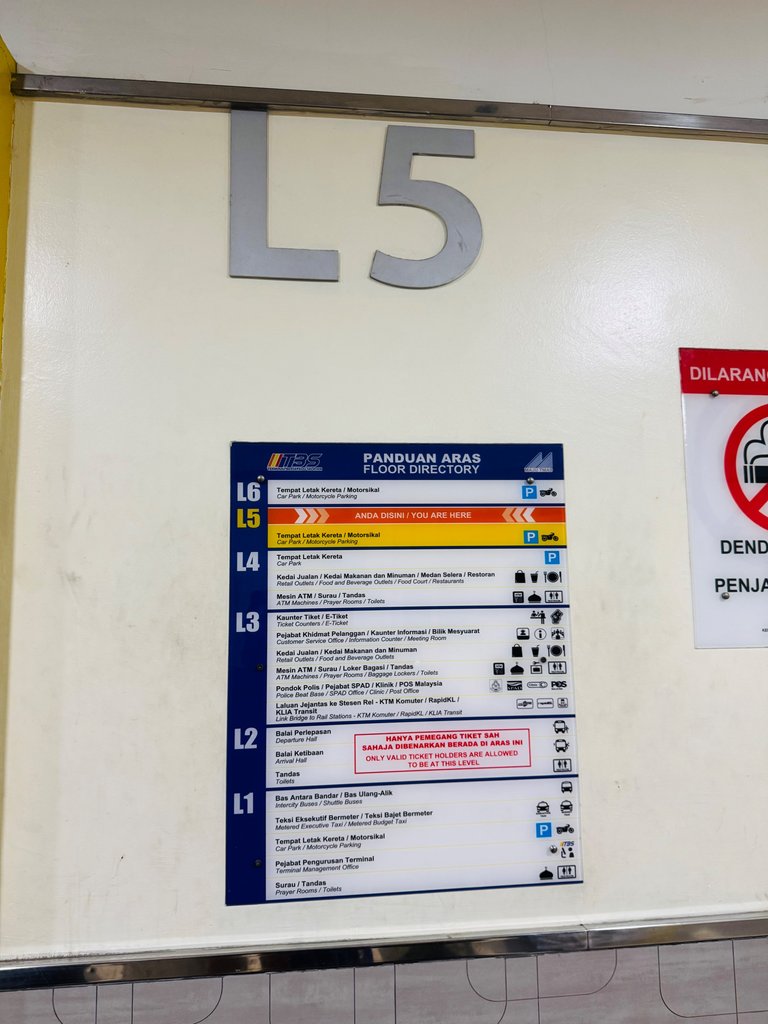 L5
TBS
PANDUAN ARAS
FLOOR DIRECTORY
L6
Tempat Letak Kereta / Motorsikal
Car Park / Motorcycle Parking
P
L5
ANDA DISINI / YOU ARE HERE
Tempat Letak Kereta / Motorsikal
Car Park / Motorcycle Parking
P
L4
Tempat Letak Kereta
Car Park
P
Kedai Jualan / Kedai Makanan dan Minuman / Medan Selera / Restoran
Retail Outlets / Food and Beverage Outlets / Food Court / Restaurants
Mesin ATM / Surau / Tandas
ATM Machines / Prayer Rooms / Toilets
L3
Kaunter Tiket / E-Tiket
Ticket Counters / E-Ticket
Pejabat Khidmat Pelanggan / Kaunter Informasi / Bilik Mesyuarat
Customer Service Office / Information Counter / Meeting Room
Kedai Jualan / Kedai Makanan dan Minuman
Retail Outlets / Food and Beverage Outlets
Mesin ATM / Surau / Loker Bagasi / Tandas
ATM Machines / Prayer Rooms / Baggage Lockers / Toilets
Pondok Polis / Pejabat SPAD / Klinik / POS Malaysia
Police Beat Base / SPAD Office / Clinic / Post Office
Laluan Jejantas ke Stesen Rel - KTM Komuter / RapidKL /
KLIA Transit
Link Bridge to Rail Stations - KTM Komuter / RapidKL / KLIA Transit
L2
Balai Perlepasan
Departure Hall
Balai Ketibaan
Arrival Hall
Tandas
Toilets
HANYA PEMEGANG TIKET SAH
SAHAJA DIBENARKAN BERADA DI ARAS INI
ONLY VALID TICKET HOLDERS ARE ALLOWED
TO BE AT THIS LEVEL
L1
Bas Antara Bandar / Bas Ulang-Alik
Intercity Buses / Shuttle Buses
Teksi Eksekutif Bermeter / Teksi Bajet Bermeter
Metered Executive Taxi / Metered Budget Taxi
Tempat Letak Kereta / Motorsikal
Car Park / Motorcycle Parking
P
Pejabat Pengurusan Terminal
Terminal Management Office
TBS
Surau / Tandas
Prayer Rooms / Toilets
DILARANG
DEND
PENJA